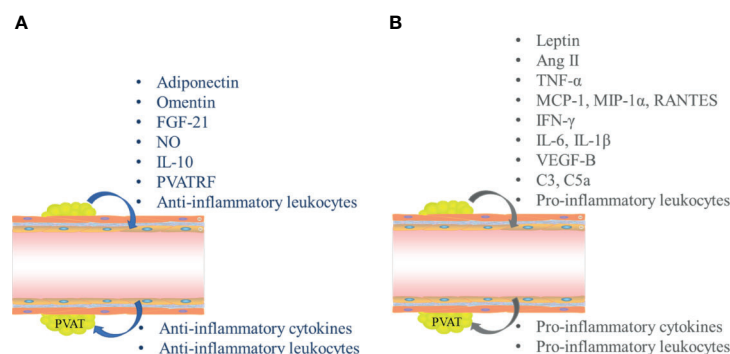 A
• Adiponectin
• Omentin
• FGF-21
• NO
• IL-10
• PVATRF
• Anti-inflammatory leukocytes
PVAT
• Anti-inflammatory cytokines
• Anti-inflammatory leukocytes
B
• Leptin
• Ang II
• TNF-α
• MCP-1, MIP-1α, RANTES
• IFN-γ
• IL-6, IL-1β
• VEGF-B
• C3, C5a
• Pro-inflammatory leukocytes
PVAT
• Pro-inflammatory cytokines
• Pro-inflammatory leukocytes